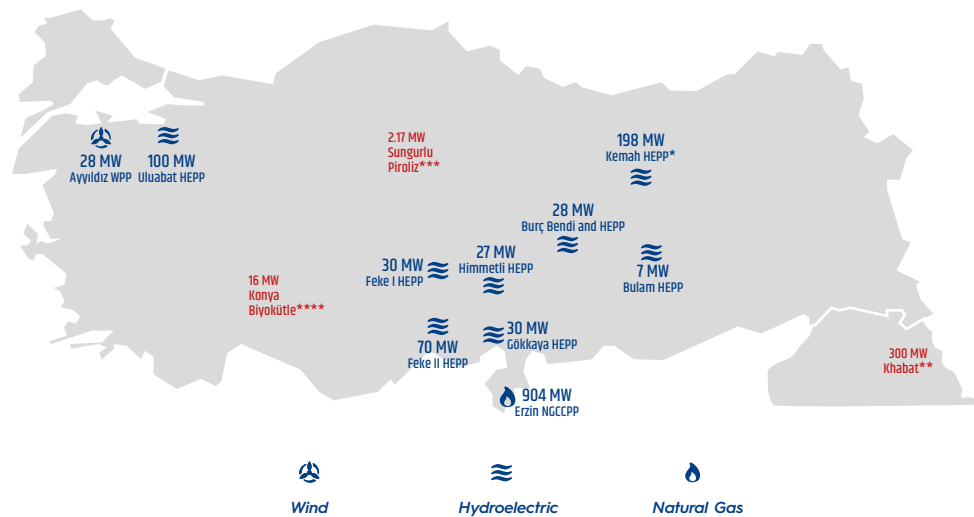 2.17 MW
Sungurlu
Piroliz***
198 MW
Kemah HEPP*
28 MW
Ayyıldız WPP
100 MW
Uluabat HEPP
28 MW
Burç Bendi and HEPP
27 MW
Himmetli HEPP
30 MW
Feke I HEPP
7 MW
Bulam HEPP
16 MW
Konya
Biyokütle****
70 MW
Feke II HEPP
30 MW
Gökkaya HEPP
300 MW
Khabat**
904 MW
Erzin NGCCPP
Wind
Hydroelectric
Natural Gas